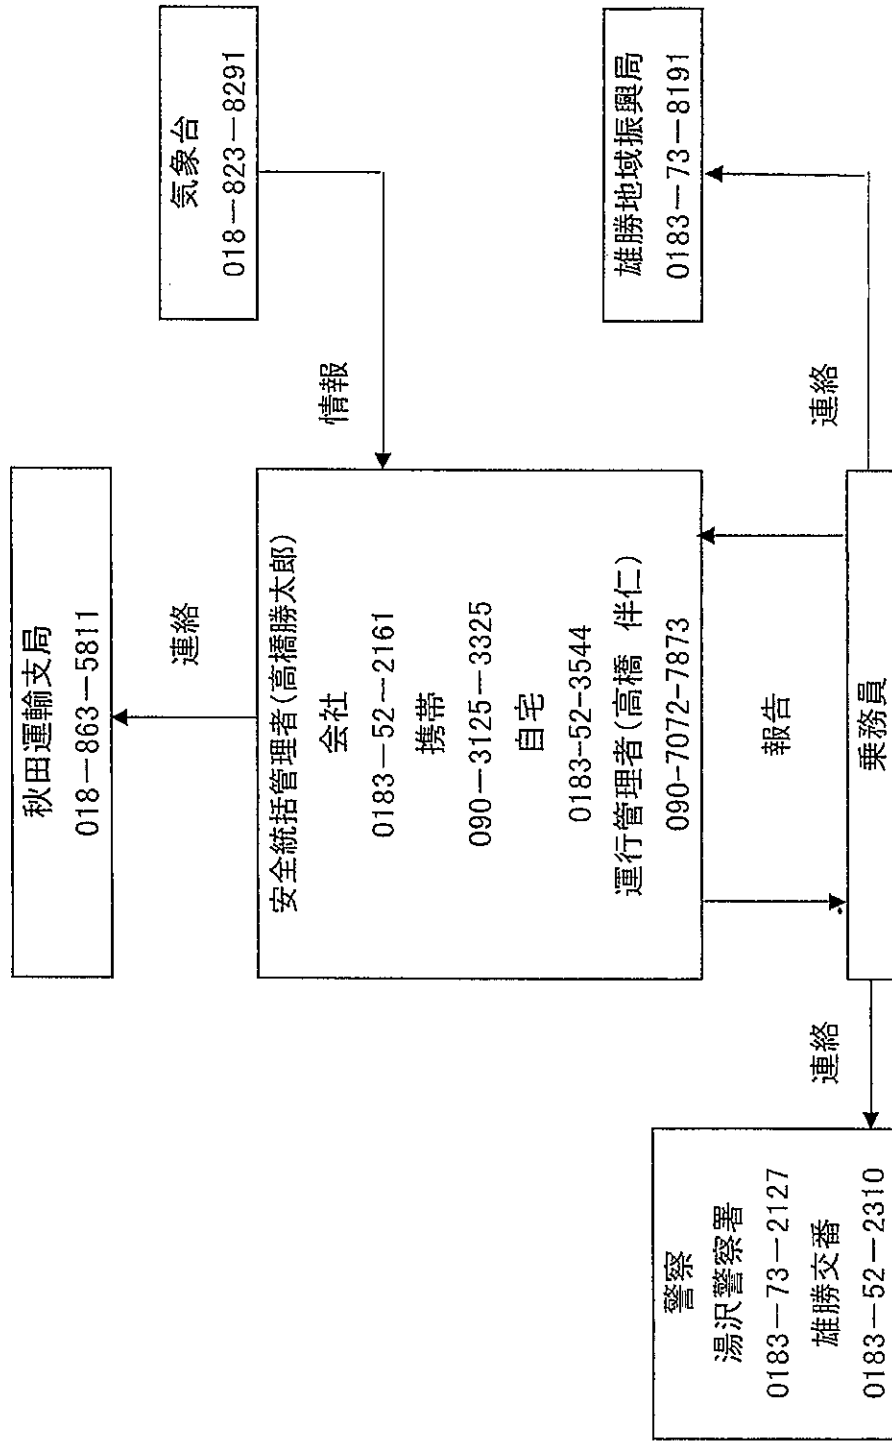 秋田運輸支局
018－863－5811
連絡
気象台
018－823－8291
情報
安全統括管理者(高橋勝太郎)
会社
0183－52～2161
携帯
090－3125－3325
自宅
0183-52-3544
運行管理者(高橋 伴仁)
090-7072-7873
雄勝地域振興局
0183－73－8191
報告
連絡
連絡
乗務員
警察
湯沢警察署
0183－73－2127
雄勝交番
0183－52－2310